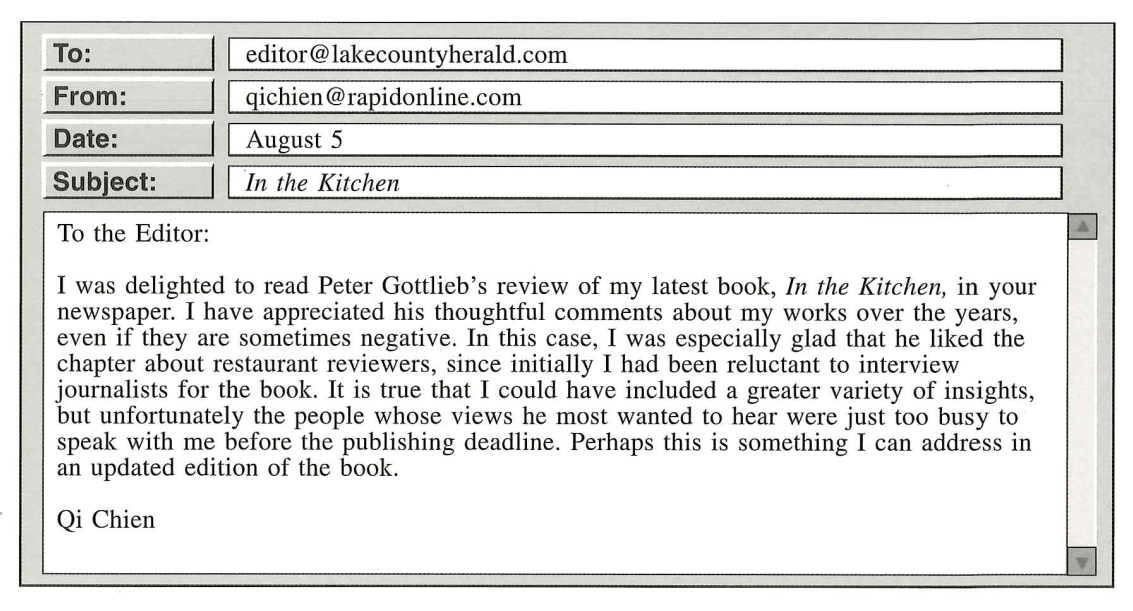 To: editor@lakecountyherald.com
From: qichien@rapidonline.com
Date: August 5
Subject: In the Kitchen
To the Editor:
I was delighted to read Peter Gottlieb's review of my latest book, In the Kitchen, in your
newspaper. I have appreciated his thoughtful comments about my works over the years,
even if they are sometimes negative. In this case, I was especially glad that he liked the
chapter about restaurant reviewers, since initially I had been reluctant to interview
journalists for the book. It is true that I could have included a greater variety of insights,
but unfortunately the people whose views he most wanted to hear were just too busy to
speak with me before the publishing deadline. Perhaps this is something I can address in
an updated edition of the book.
Qi Chien